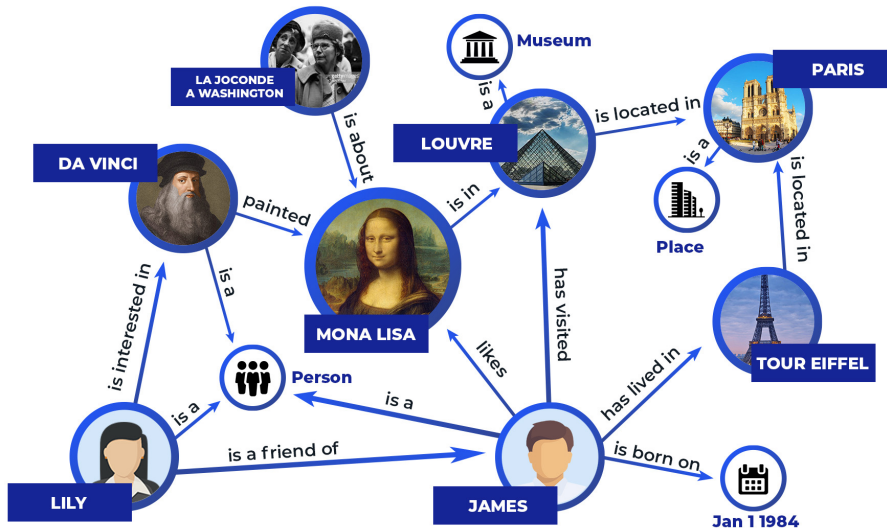 LA JOCONDE
A WASHINGTON
Museum
PARIS
is a
is located in
LOUVRE
DA VINCI
is about
is a
is located in
painted
is in
Place
is a
is interested in
has visited
MONA LISA
likes
TOUR EIFFEL
Person
has lived in
is a
is a
is a friend of
is born on
LILY
JAMES
Jan 1 1984